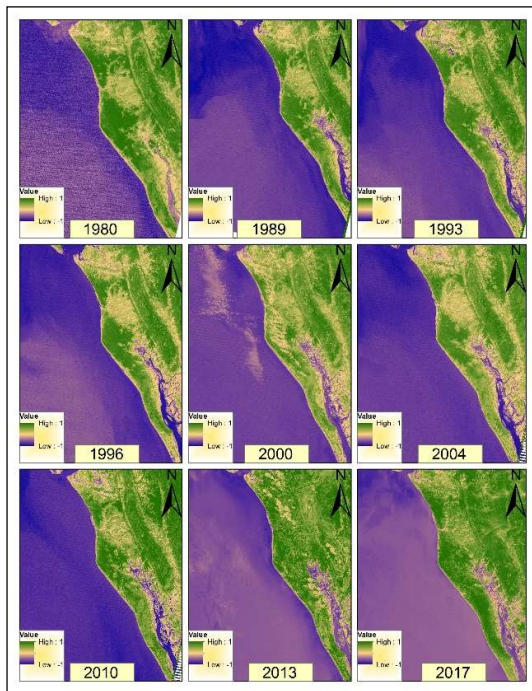 N
Value
High : 1
Low : -1
1980
N
Value
High : 1
Low : -1
1989
N
Value
High : 1
Low : -1
1993
N
Value
High : 1
Low : -1
1996
N
Value
High : 1
Low : -1
2000
N
Value
High : 1
Low : -1
2004
N
Value
High : 1
Low : -1
2010
N
Value
High : 1
Low : -1
2013
N
Value
High : 1
Low : -1
2017